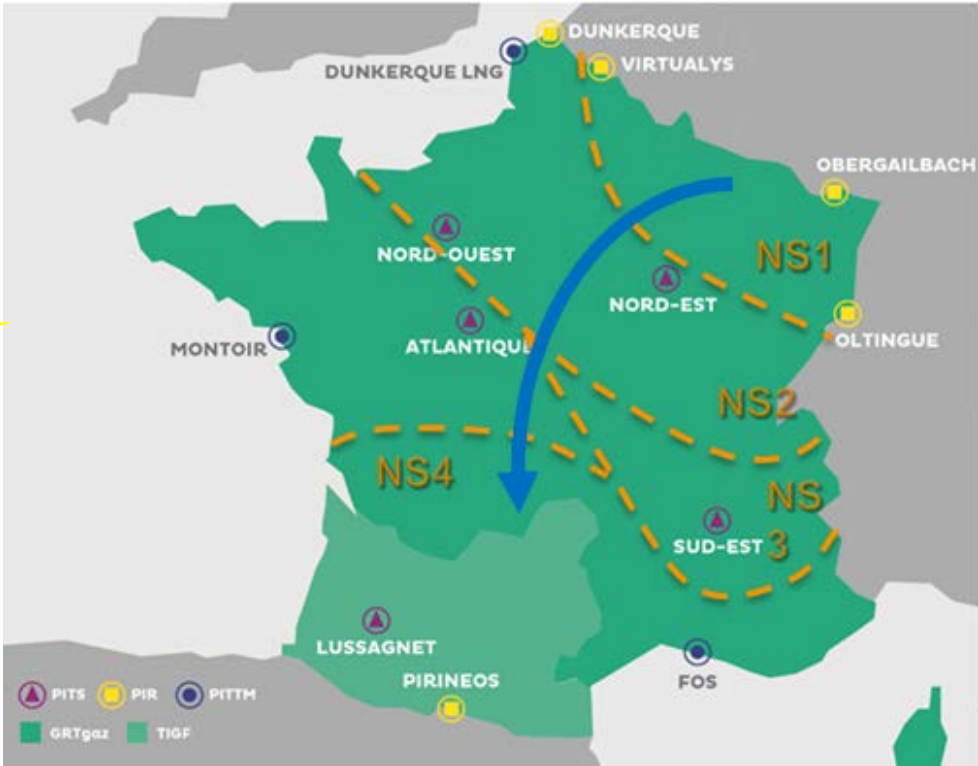 DUNKERQUE
VIRTUALYS
DUNKERQUE LNG
OBERGAILBACH
NORD-OUEST
NS1
NORD-EST
ATLANTIQUE
OLTINGUE
MONTOIR
NS2
NS4
NS
3
SUD-EST
LUSSAGNET
PIRINEOS
FOS
PITS PIR PITTM
GRTgaz TIGF